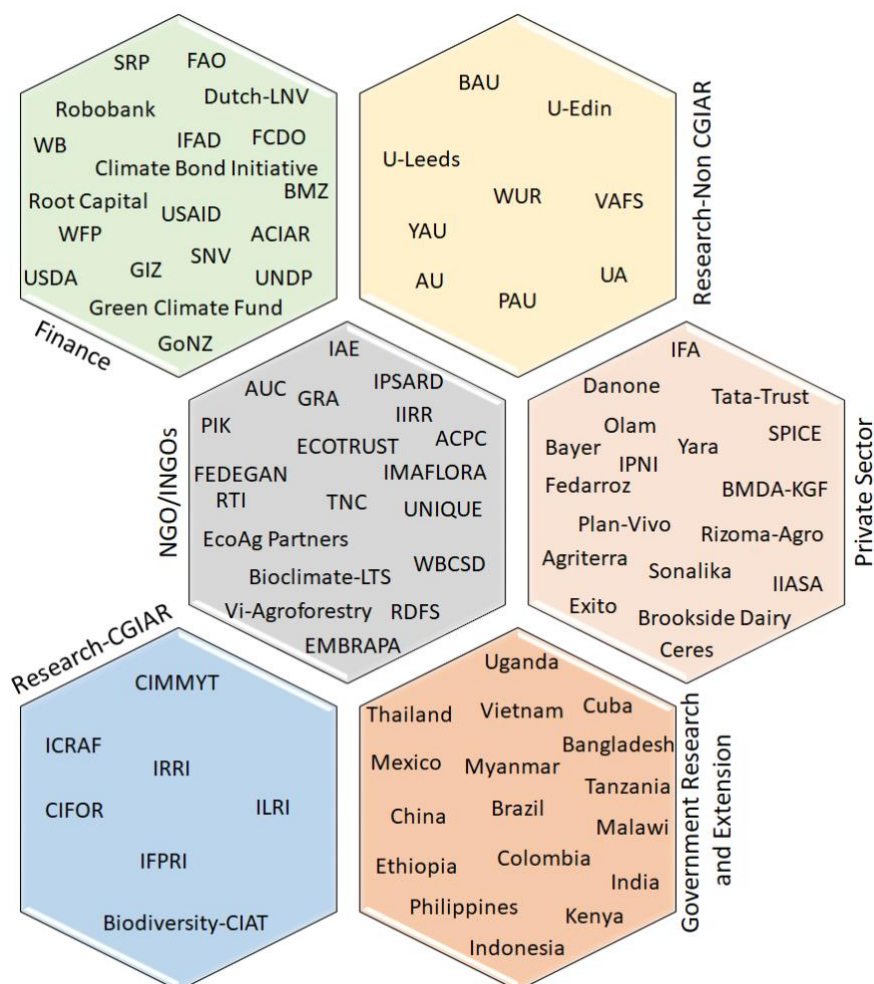 SRP
FAO
Robobank
Dutch-LNV
WB
IFAD
FCDO
Climate Bond Initiative
Root Capital
BMZ
USAID
WFP
ACIAR
SNV
USDA
GIZ
UNDP
Green Climate Fund
GoNZ
Finance
BAU
U-Edin
U-Leeds
WUR
VAFS
YAU
AU
UA
PAU
Research-Non CGIAR
IAE
AUC
IPSARD
GRA
IIRR
PIK
ACPC
ECOTRUST
FEDEGAN
IMAFLORA
RTI
TNC
UNIQUE
EcoAg Partners
WBCSD
Bioclimate-LTS
Vi-Agroforestry
RDFS
EMBRAPA
NGO/INGOs
IFA
Danone
Tata-Trust
Olam
SPICE
Bayer
Yara
IPNI
Fedarroz
BMDA-KGF
Plan-Vivo
Rizoma-Agro
Agriterra
Sonalika
IIASA
Exito
Brookside Dairy
Ceres
Private Sector
Research-CGIAR
CIMMYT
ICRAF
IRRI
CIFOR
ILRI
IFPRI
Biodiversity-CIAT
Uganda
Thailand
Vietnam
Cuba
Bangladesh
Mexico
Myanmar
Tanzania
China
Brazil
Malawi
Ethiopia
Colombia
India
Philippines
Kenya
Indonesia
Government Research
and Extension